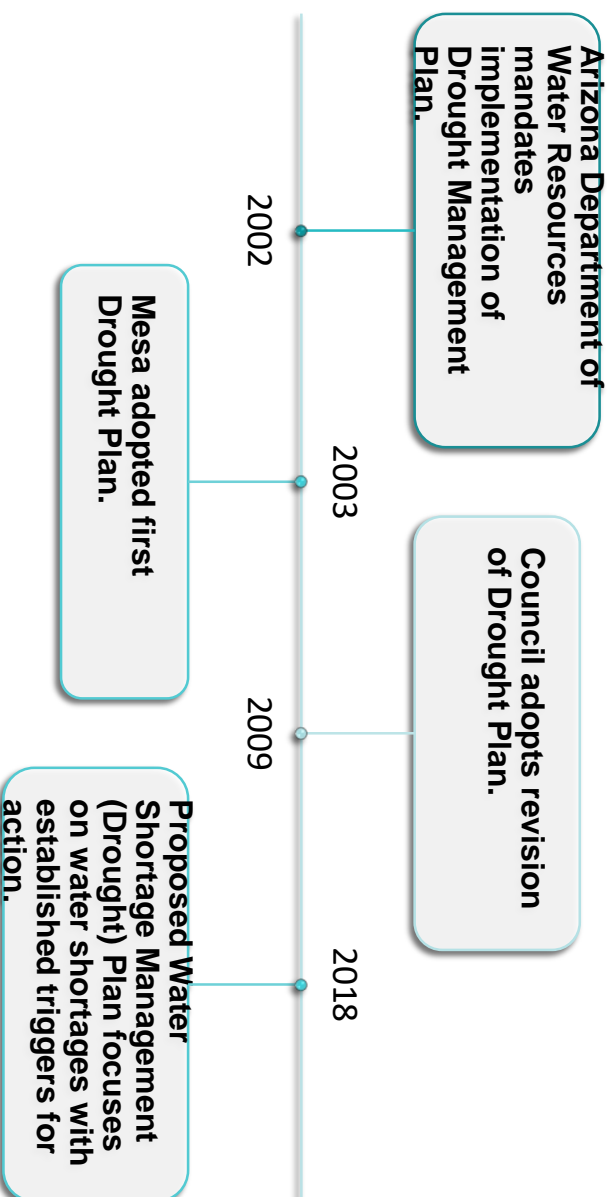 Arizona Department of
Water Resources
mandates
implementation of
Drought Management
Plan.
2002
Mesa adopted first
Drought Plan.
2003
Council adopts revision
of Drought Plan.
2009
Proposed Water
Shortage Management
(Drought) Plan focuses
on water shortages with
established triggers for
action.
2018